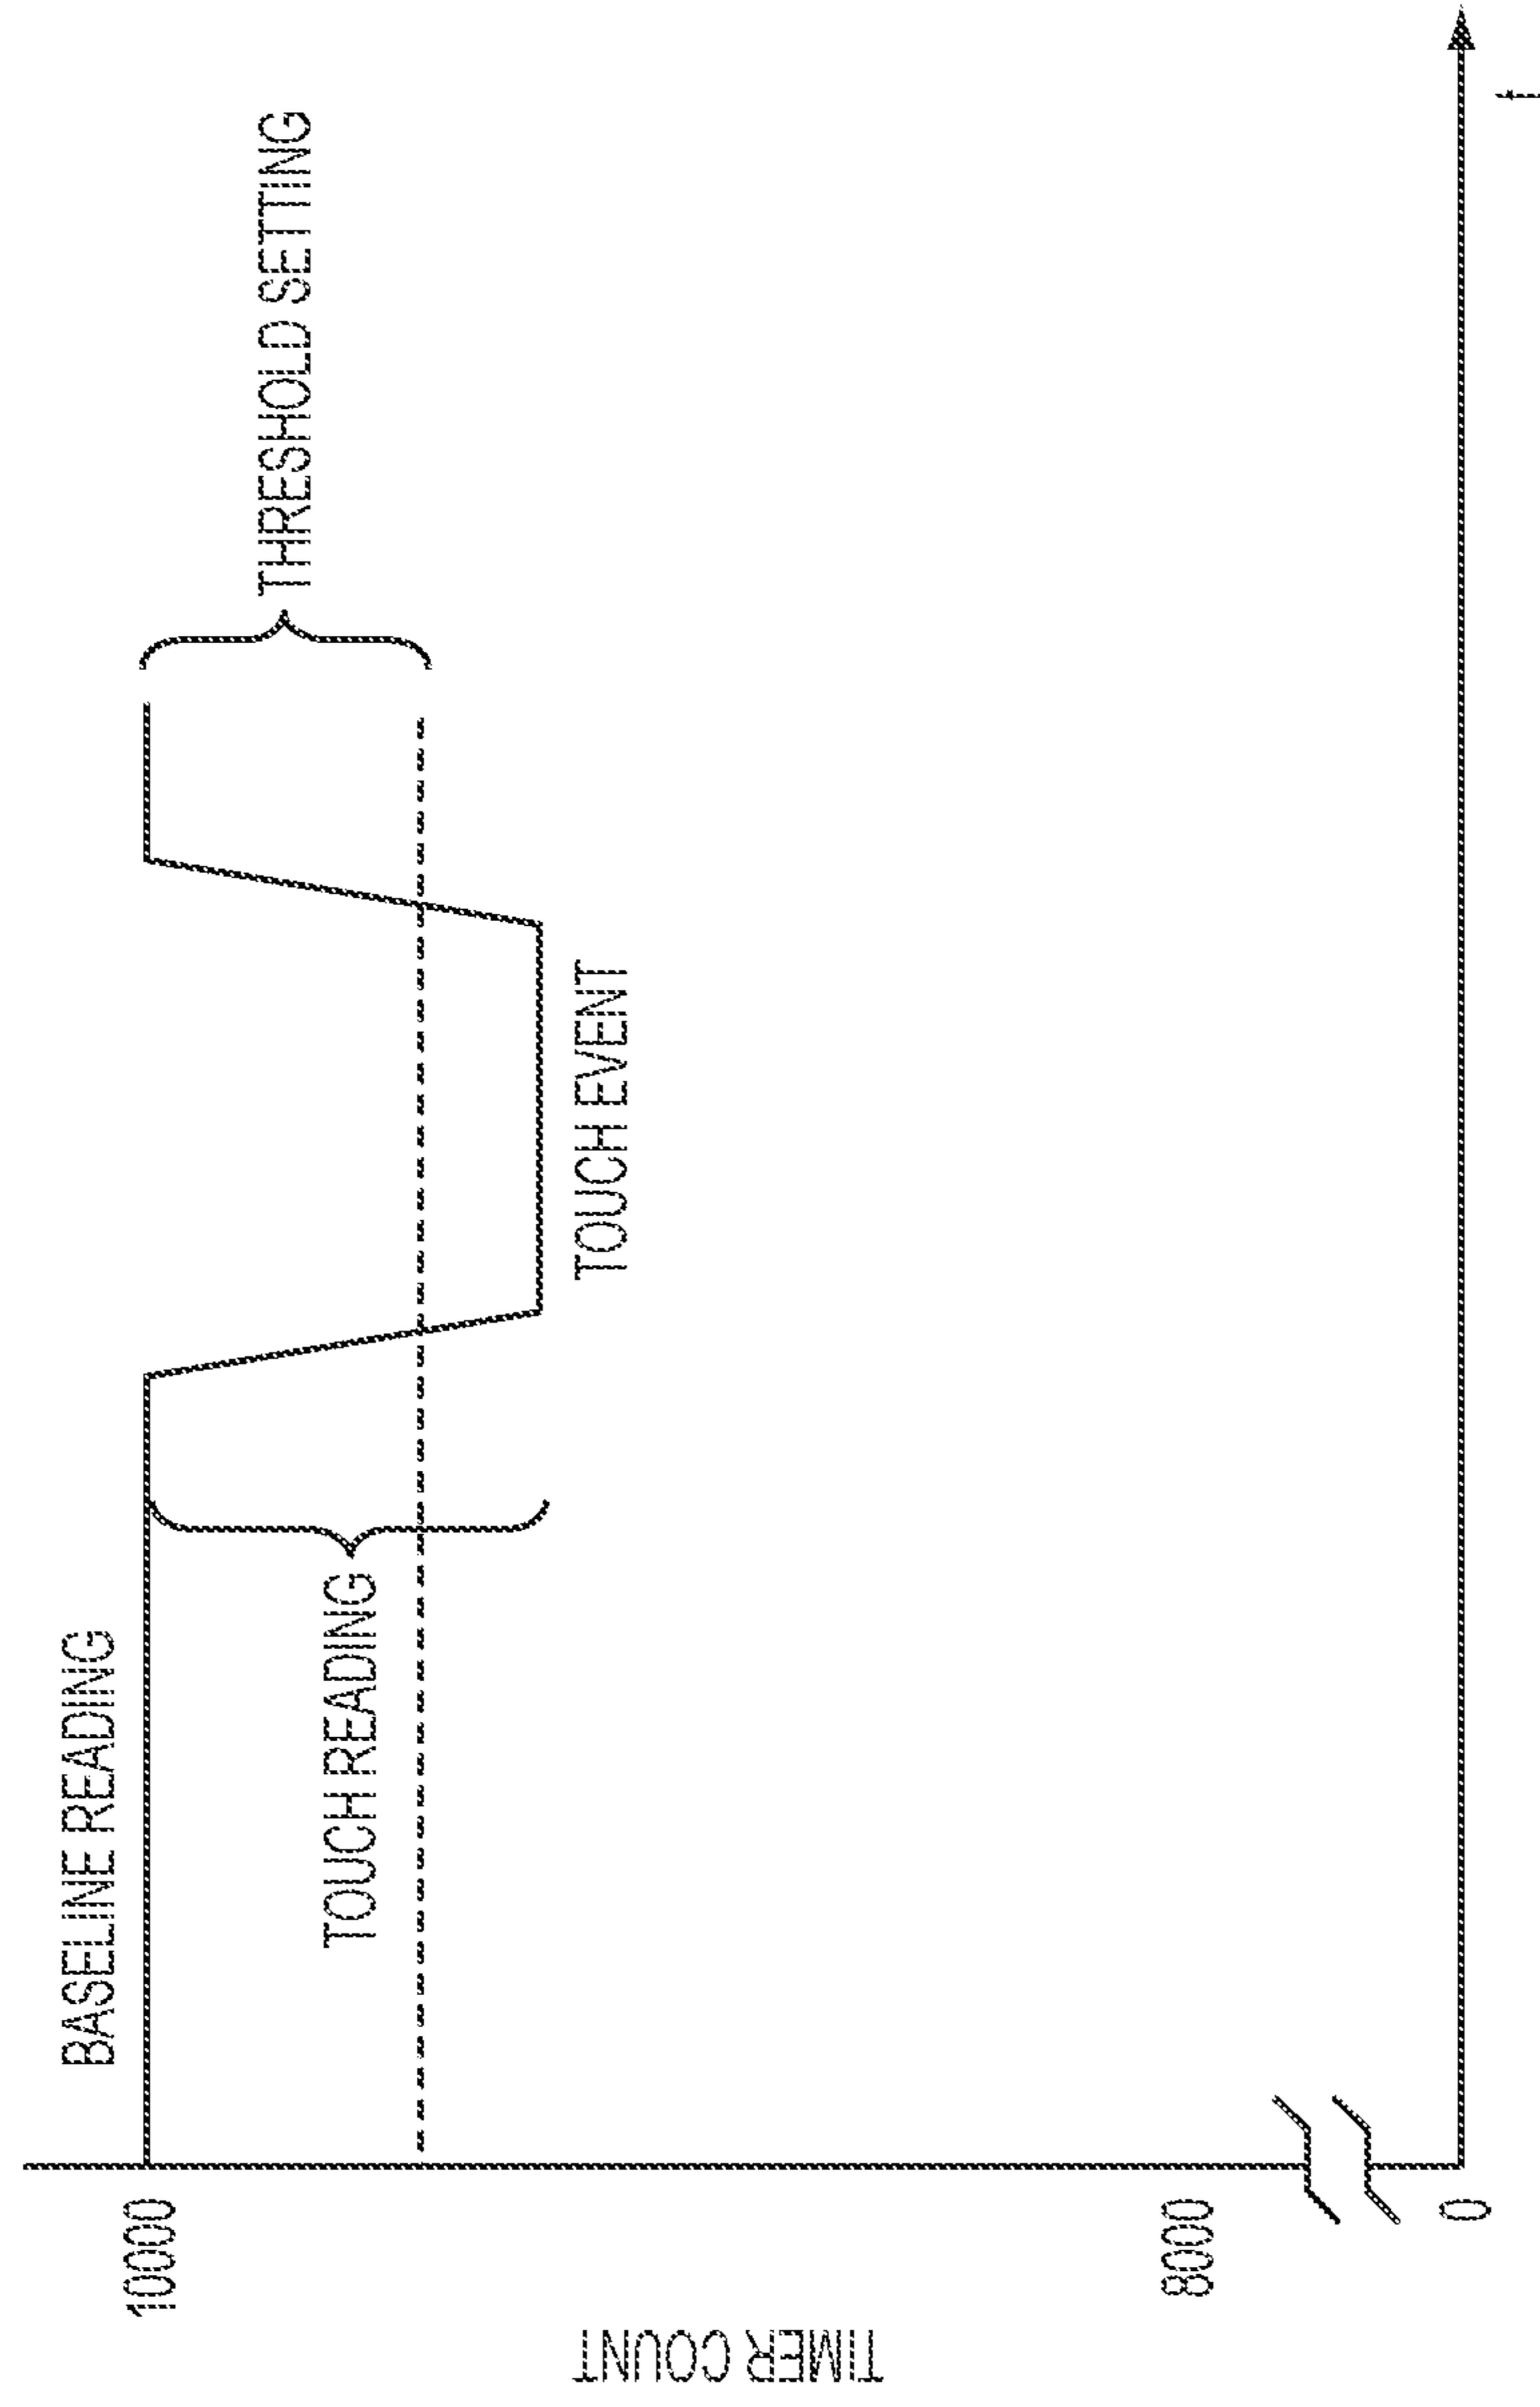 BASELINE READING
10000
THRESHOLD SETTING
TOUCH READING
TOUCH EVENT
TIMER COUNT
8000
0
t